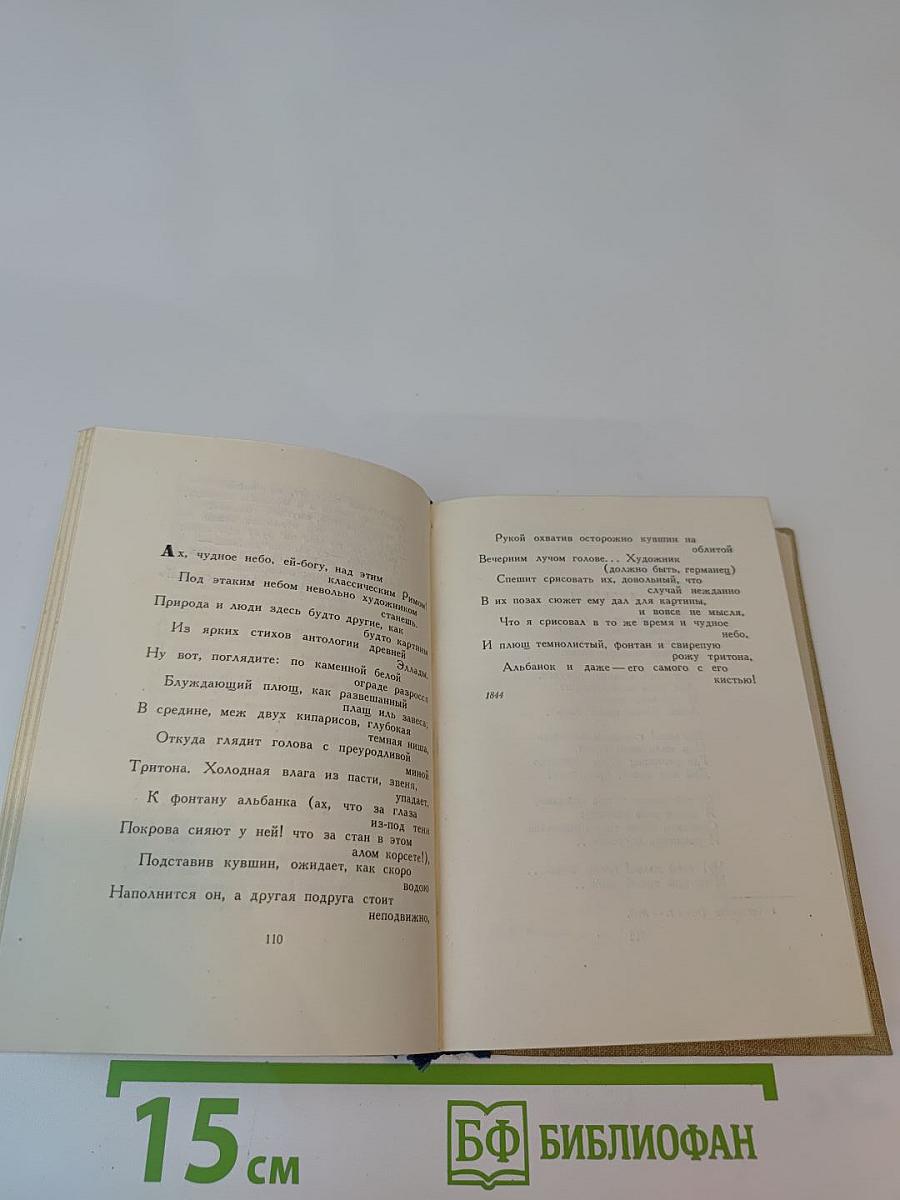 Ах, чудное небо, ей-богу, над этим
классическим Римом!
Под этаким небом невольно художником
станешь.
Природа и люди здесь будто другие, как
будто картины
Из ярких стихов антологии древней
Эллады.
Ну вот, поглядите: по каменной белой
ограде разросся
Блуждающий плющ, как развешанный
плащ иль завеса;
В средине, меж двух кипарисов, глубокая
темная ниша,
Откуда глядит голова с преуродливой
миной
Тритона. Холодная влага из пасти, звеня,
упадает.
К фонтану альбанка (ах, что за глаза
из-под тени
Покрова сияют у ней! что за стан в этом
алом корсете!),
Подставив кувшин, ожидает, как скоро
водою
Наполнится он, а другая подруга стоит
неподвижно,
110
Рукой охватив осторожно кувшин на
облитой
Вечерним лучом голове... Художник
(должно быть, германец)
Спешит срисовать их, довольный, что
случай нежданно
В их позах сюжет ему дал для картины,
и вовсе не мысля,
Что я срисовал в то же время и чудное
небо,
И плющ темнолистый, фонтан и свирепую
рожу тритона,
Альбанок и даже — его самого с его
кистью!
1844
15 см
БФ БИБЛИОФАН